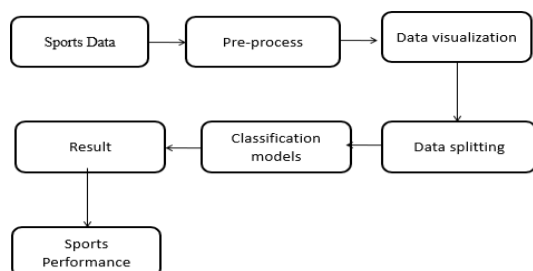 Sports Data
Pre-process
Data visualization
Result
Classification
models
Data splitting
Sports
Performance